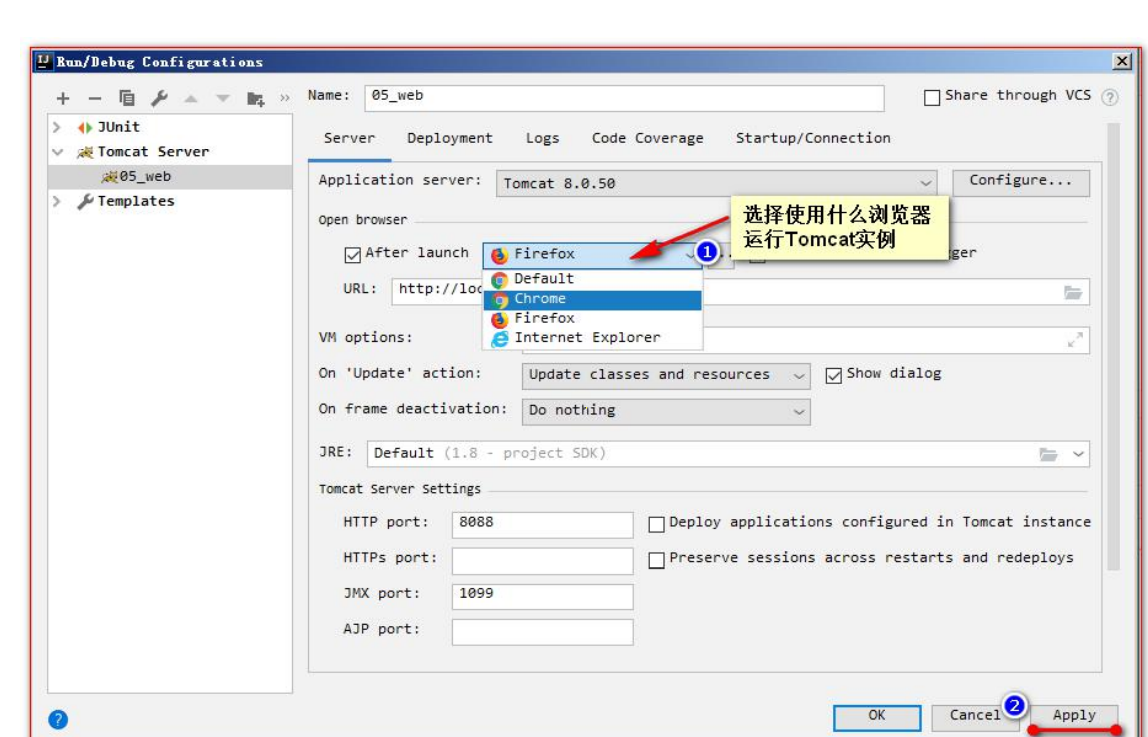 Run/Debug Configurations
Name: 05_web
Share through VCS
JUnit
Tomcat Server
05_web
Templates
Server Deployment Logs Code Coverage Startup/Connection
Application server: Tomcat 8.0.50 Configure...
选择使用什么浏览器
运行Tomcat实例
Open browser
After launch Firefox 1
Default
URL: http://loc
Chrome
Firefox
Internet Explorer
VM options:
On 'Update' action: Update classes and resources Show dialog
On frame deactivation: Do nothing
JRE: Default (1.8 - project SDK)
Tomcat Server Settings
HTTP port: 8088 Deploy applications configured in Tomcat instance
HTTPs port: Preserve sessions across restarts and redeploys
JMX port: 1099
AJP port:
OK Cancel 2 Apply